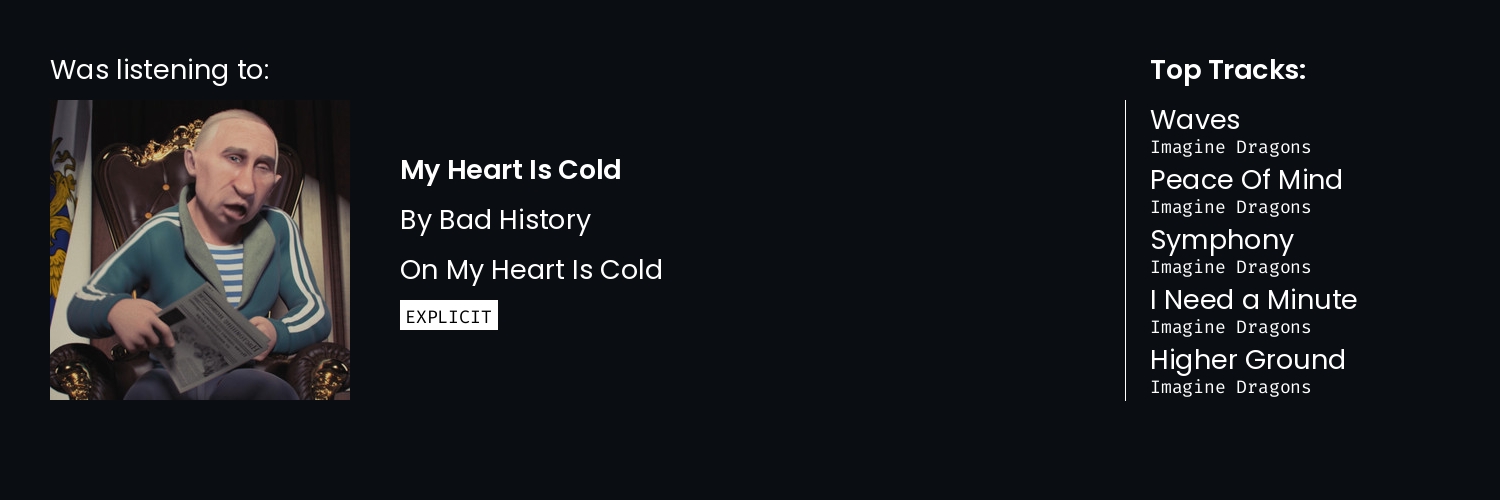 Was listening to:
My Heart Is Cold
By Bad History
On My Heart Is Cold
EXPLICIT
Top Tracks:
Waves
Imagine Dragons
Peace Of Mind
Imagine Dragons
Symphony
Imagine Dragons
I Need a Minute
Imagine Dragons
Higher Ground
Imagine Dragons